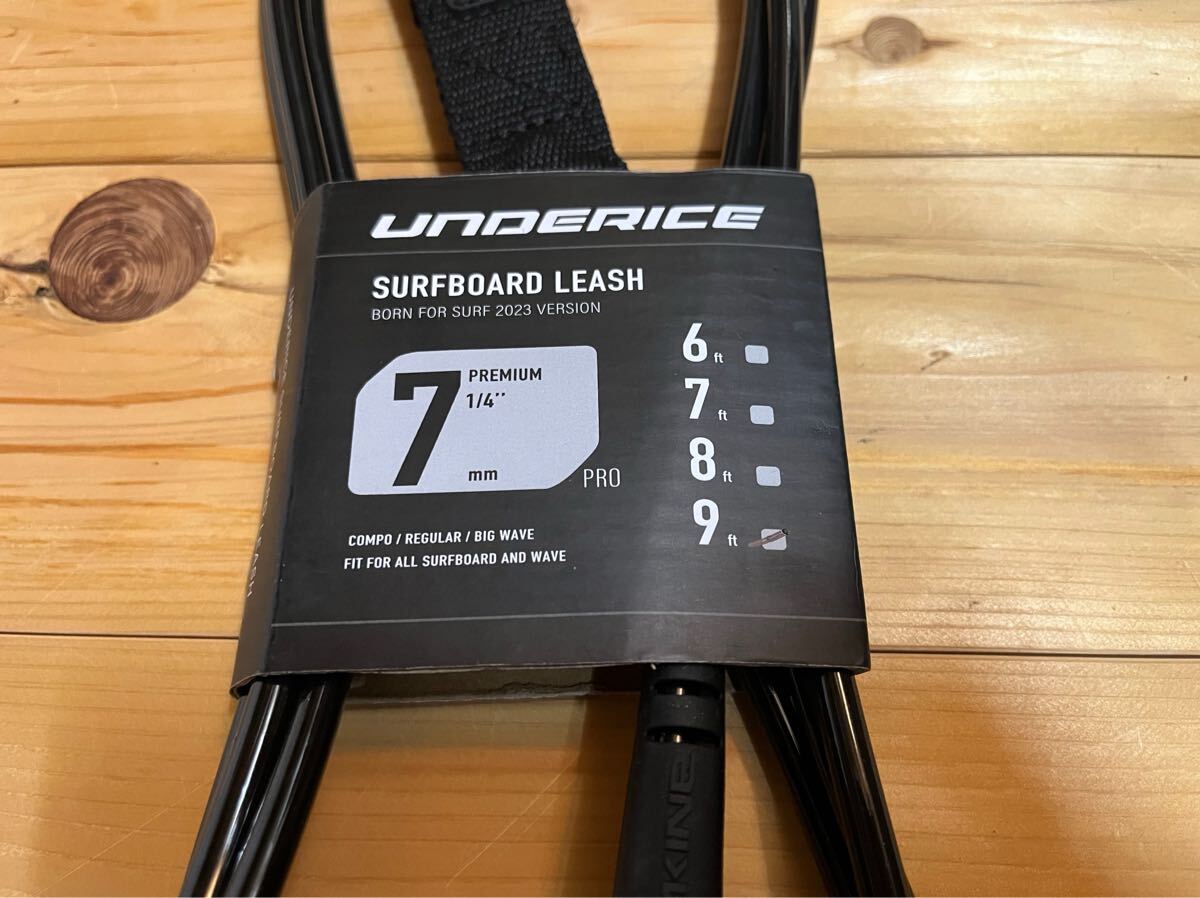 UNDERICE
SURFBOARD LEASH
BORN FOR SURF 2023 VERSION
7 PREMIUM
1/4''
mm
PRO
6 ft
7 ft
8 ft
9 ft
COMPO / REGULAR / BIG WAVE
FIT FOR ALL SURFBOARD AND WAVE